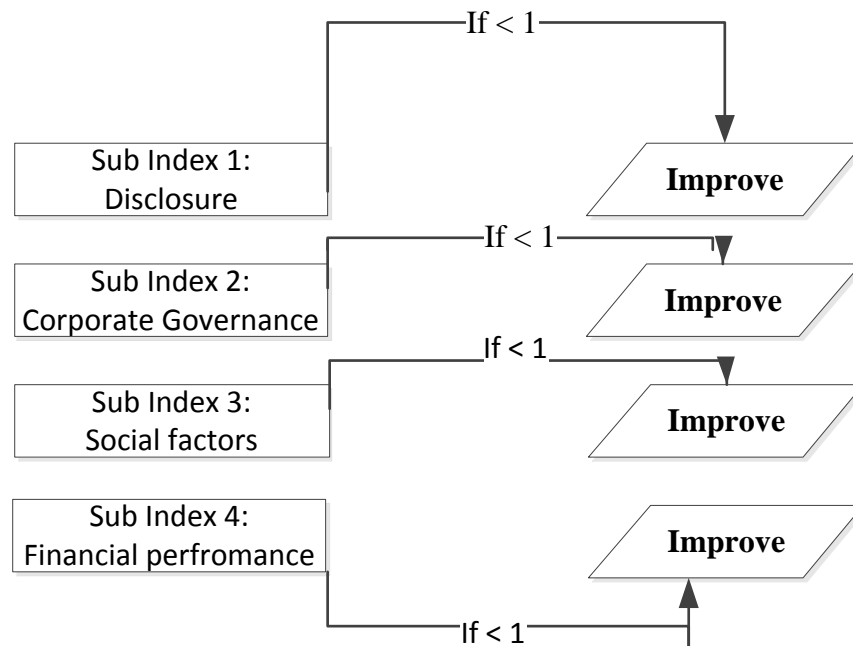 If < 1
Sub Index 1:
Disclosure
Improve
If < 1
Sub Index 2:
Corporate Governance
Improve
If < 1
Sub Index 3:
Social factors
Improve
Sub Index 4:
Financial perfromance
Improve
If < 1